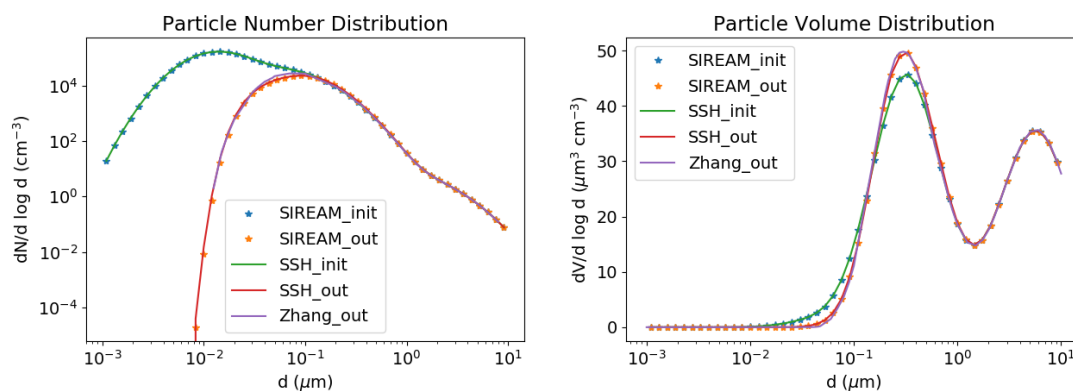 Particle Number Distribution
dN/d log d (cm⁻³)
10⁴
10²
10⁰
10⁻²
10⁻⁴
SIREAM_init
SIREAM_out
SSH_init
SSH_out
Zhang_out
10⁻³
10⁻²
10⁻¹
10⁰
10¹
d (μm)
Particle Volume Distribution
dV/d log d (μm³ cm⁻³)
50
40
30
20
10
0
SIREAM_init
SIREAM_out
SSH_init
SSH_out
Zhang_out
10⁻³
10⁻²
10⁻¹
10⁰
10¹
d (μm)